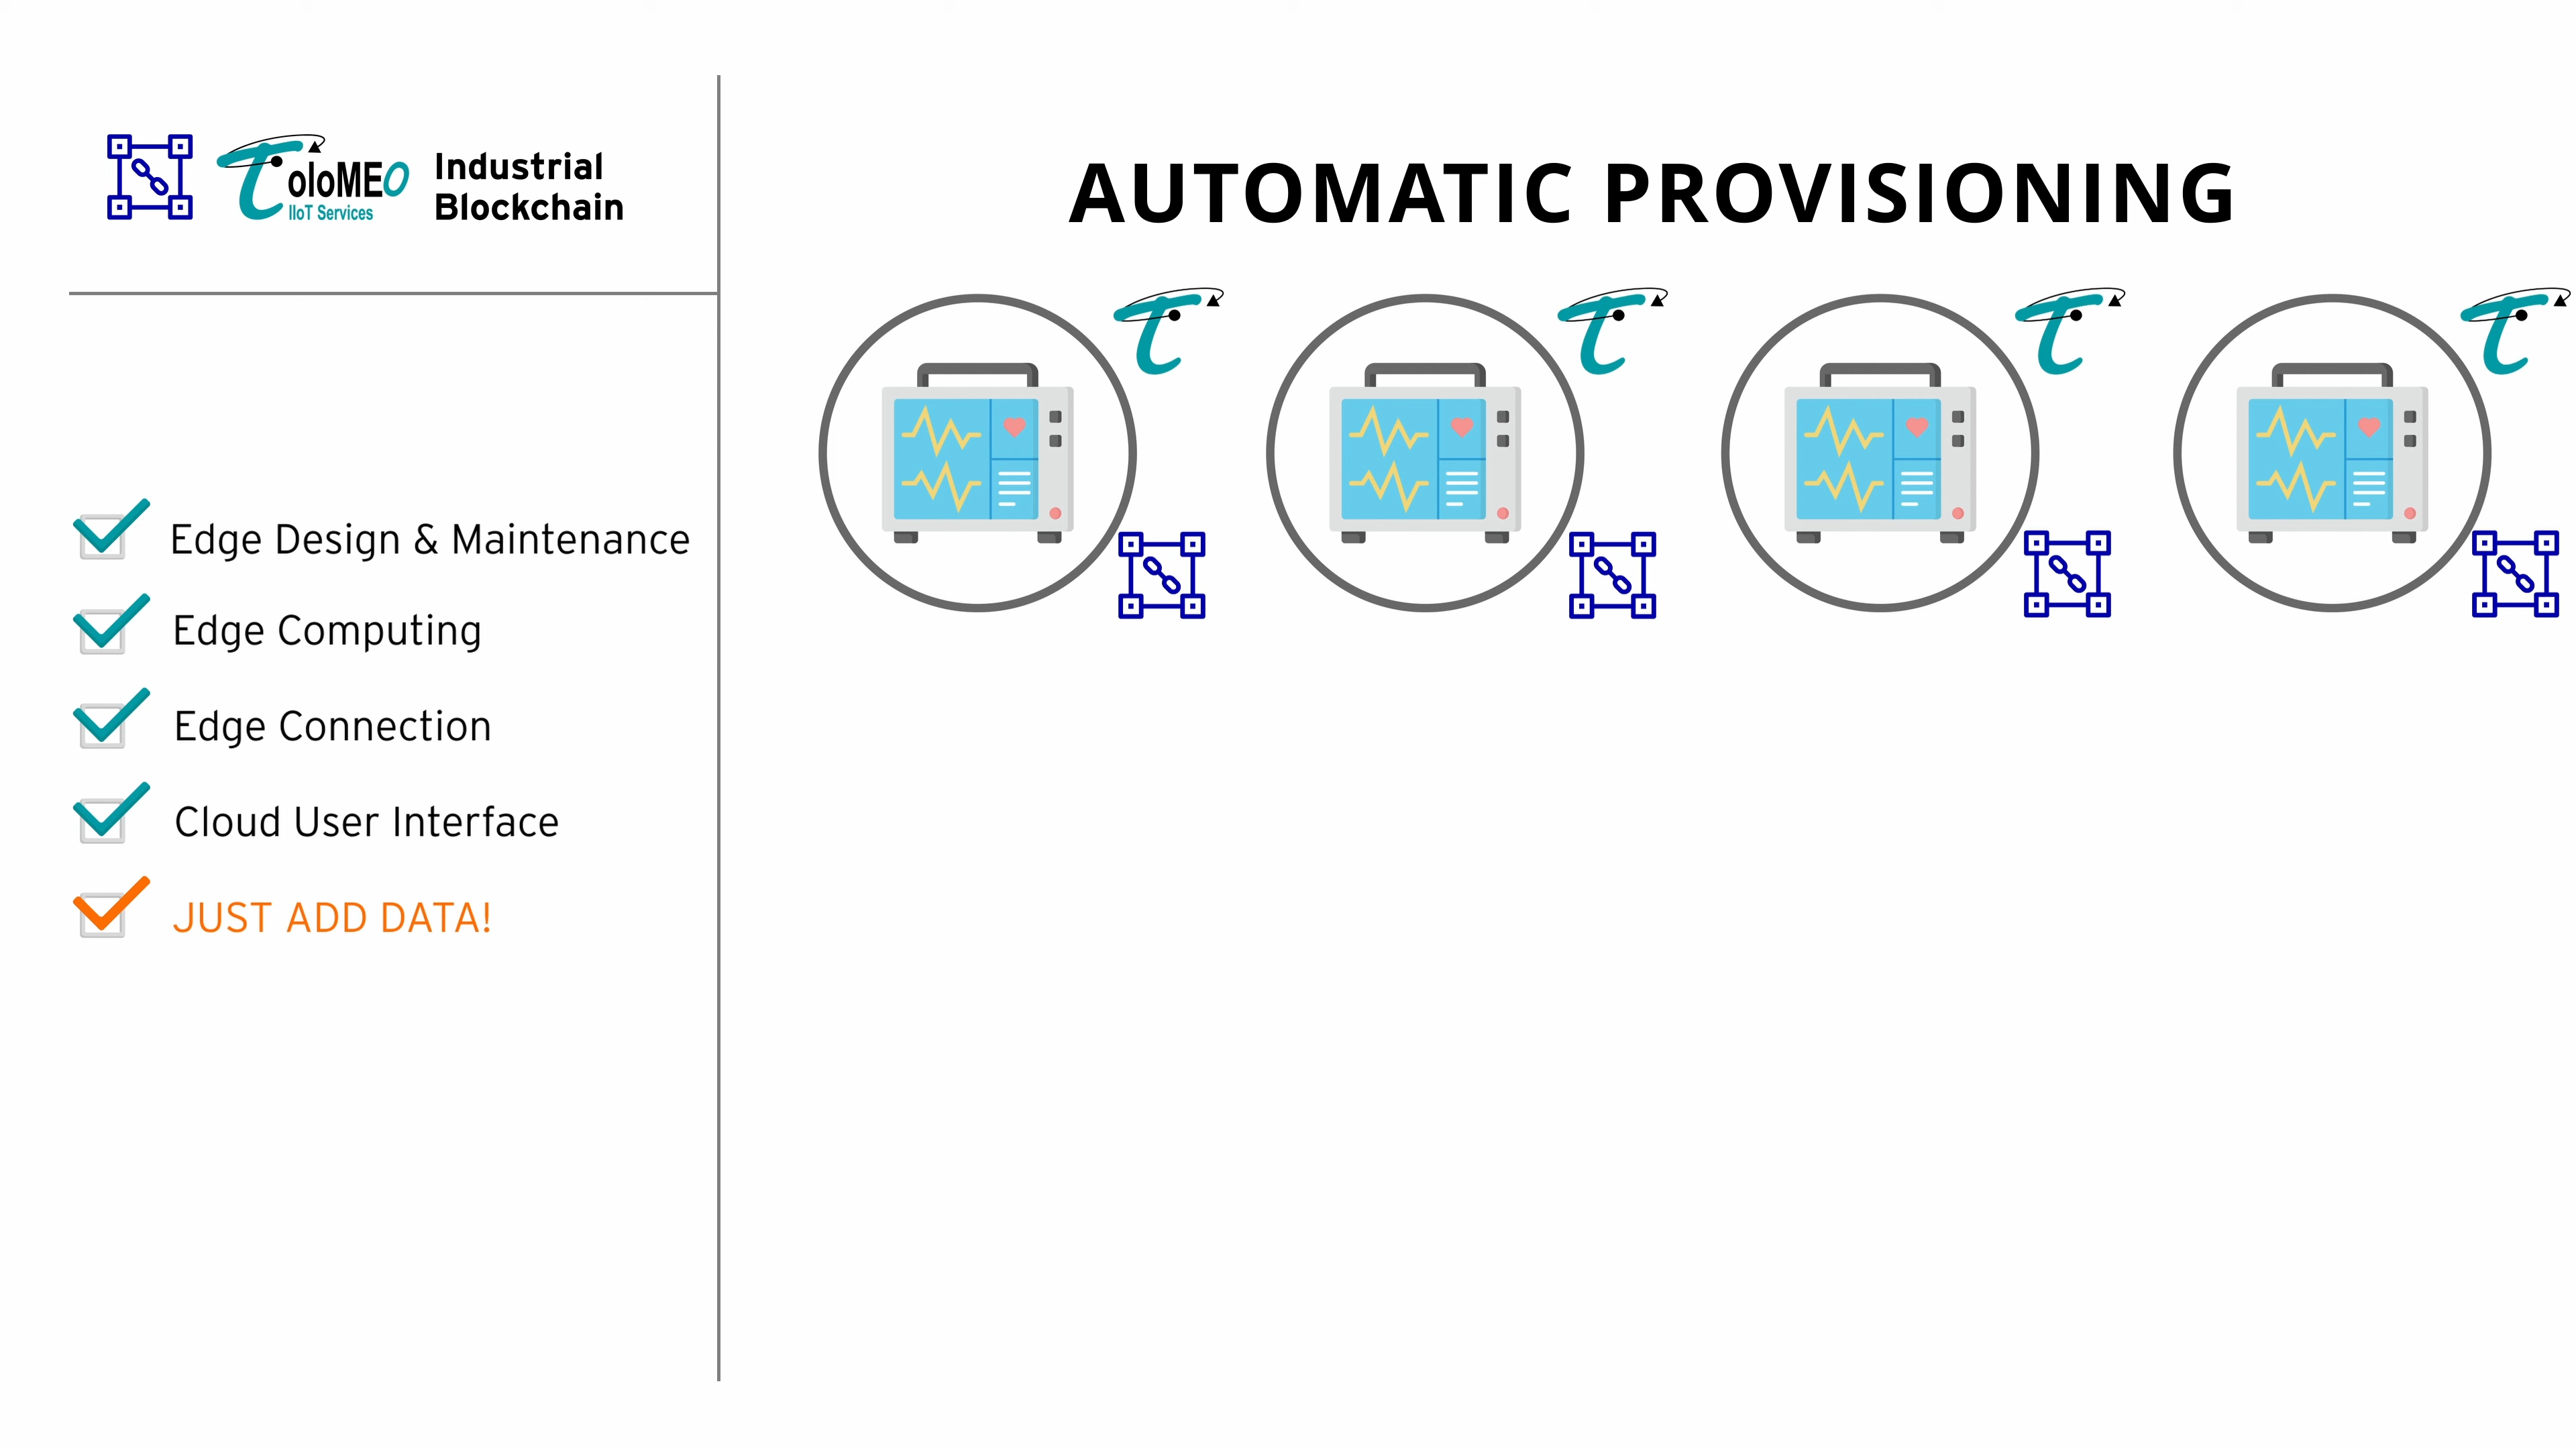 ToloMEO
IIoT Services
Industrial
Blockchain
AUTOMATIC PROVISIONING
Edge Design & Maintenance
Edge Computing
Edge Connection
Cloud User Interface
JUST ADD DATA!